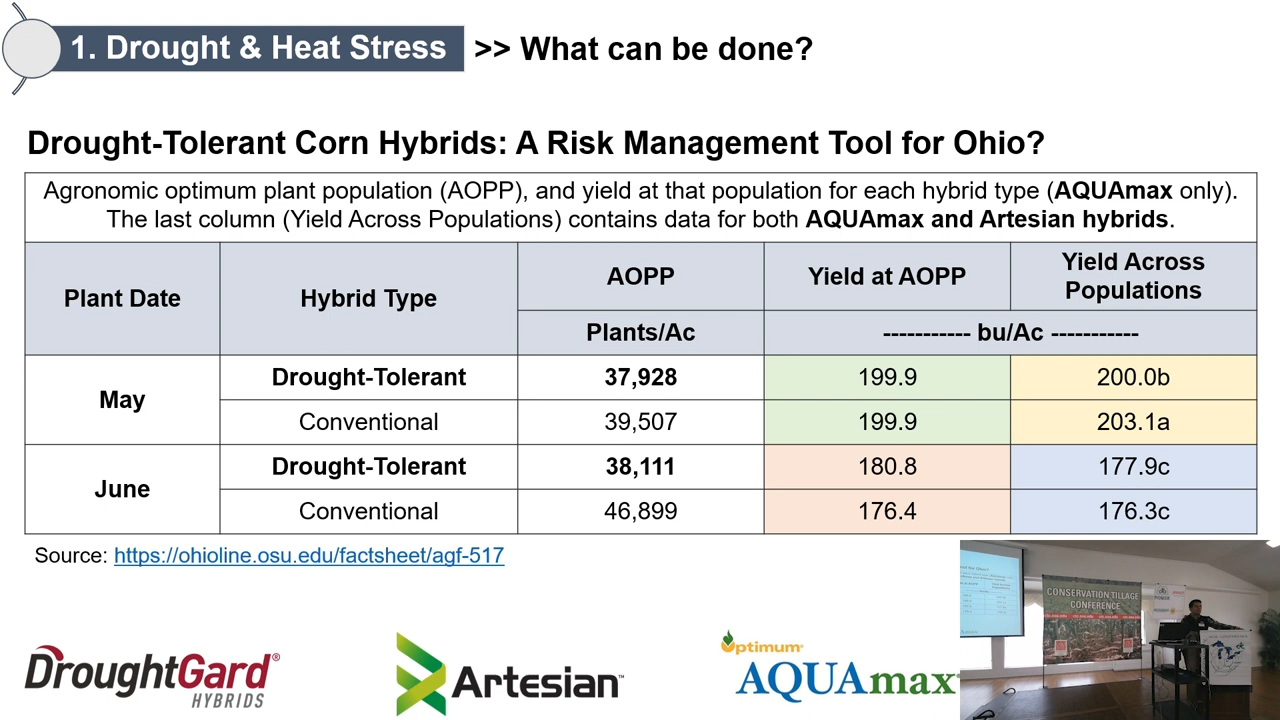 1. Drought & Heat Stress >> What can be done?
Drought-Tolerant Corn Hybrids: A Risk Management Tool for Ohio?
Agronomic optimum plant population (AOPP), and yield at that population for each hybrid type (AQUAmax only).
The last column (Yield Across Populations) contains data for both AQUAmax and Artesian hybrids.
Plant Date Hybrid Type AOPP Yield at AOPP Yield Across Populations
Plants/Ac ----------- bu/Ac -----------
May Drought-Tolerant 37,928 199.9 200.0b
Conventional 39,507 199.9 203.1a
June Drought-Tolerant 38,111 180.8 177.9c
Conventional 46,899 176.4 176.3c
Source: https://ohioline.osu.edu/factsheet/agf-517
DroughtGard®
HYBRIDS
Artesian™
Optimum®
AQUAmax
CONSERVATION TILLAGE
CONFERENCE